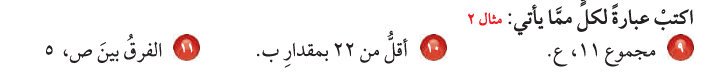 اكتبْ عبارةً لكلٍّ ممَّا يأتي: مثال ٢
٩ مجموع ١١، ع. ١٠ أقلُّ من ٢٢ بمقدارِ ب. ١١ الفرقُ بينَ ص، ٥